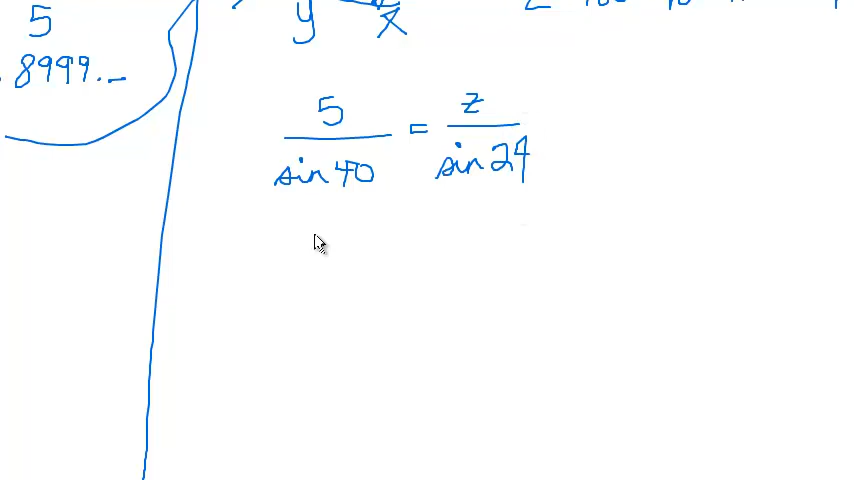 5
8999. _
y
x
5 = z
sin 40 sin 24